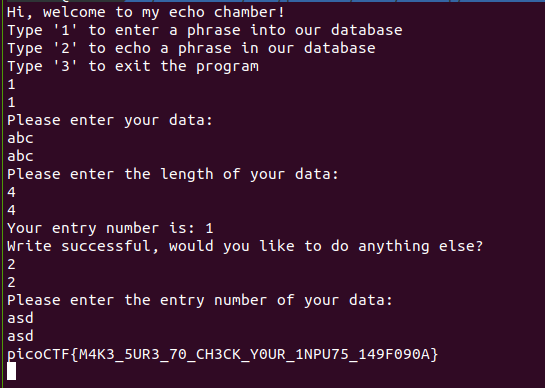 Hi, welcome to my echo chamber!
Type '1' to enter a phrase into our database
Type '2' to echo a phrase in our database
Type '3' to exit the program
1
1
Please enter your data:
abc
abc
Please enter the length of your data:
4
4
Your entry number is: 1
Write successful, would you like to do anything else?
2
2
Please enter the entry number of your data:
asd
asd
picoCTF{M4K3_5UR3_70_CH3CK_Y0UR_1NPU75_149F090A}